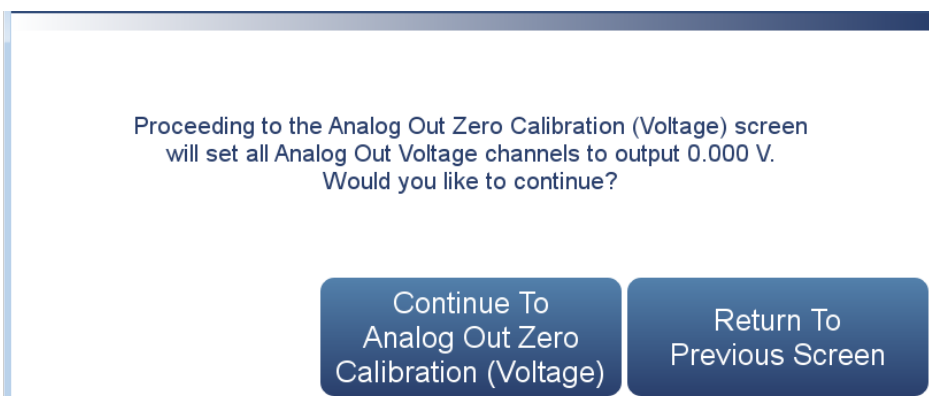 Proceeding to the Analog Out Zero Calibration (Voltage) screen
will set all Analog Out Voltage channels to output 0.000 V.
Would you like to continue?
Continue To
Analog Out Zero
Calibration (Voltage)
Return To
Previous Screen